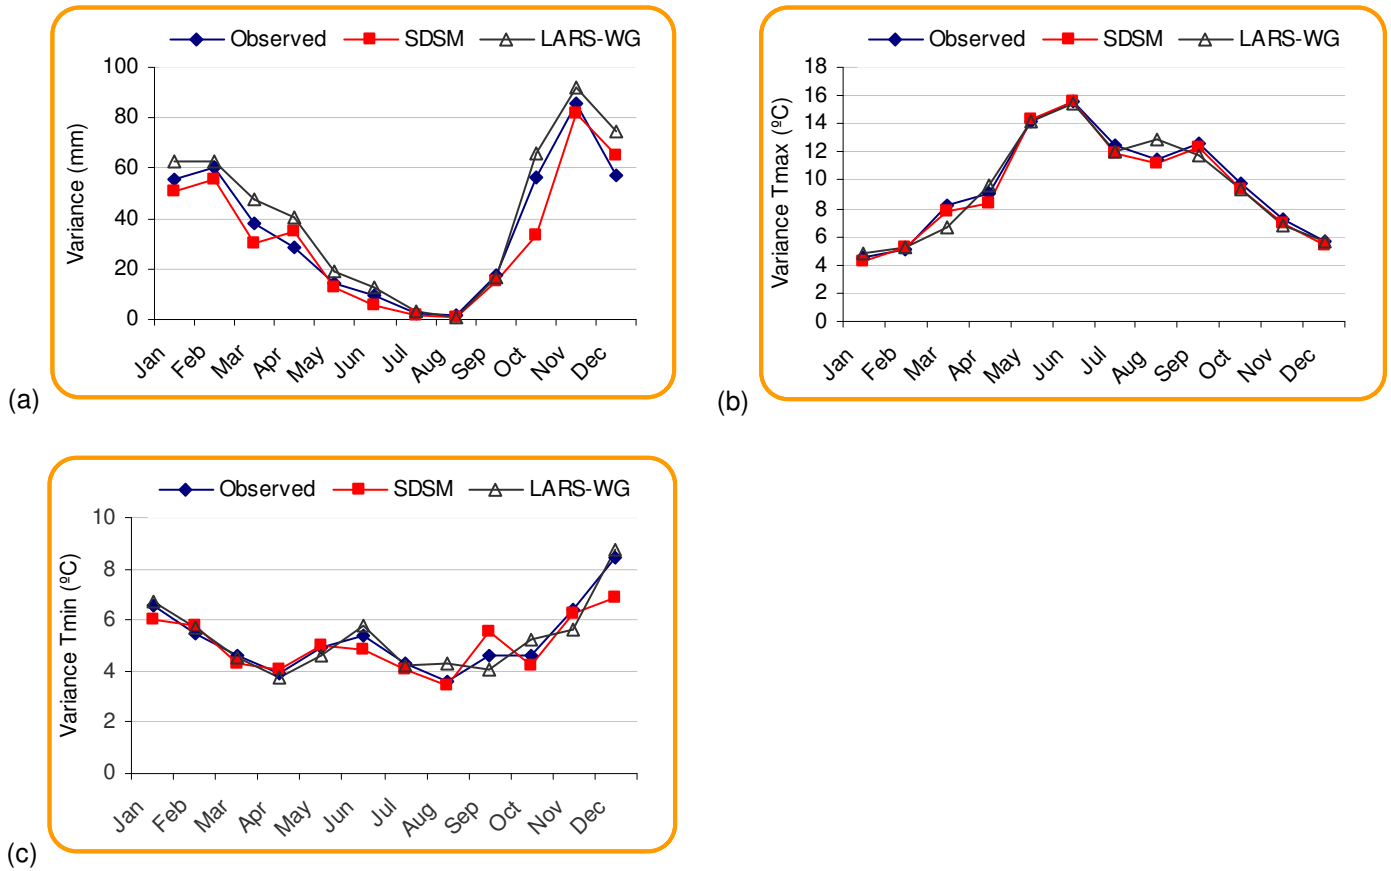 Observed SDSM LARS-WG
Variance (mm)
100
80
60
40
20
0
Jan Feb Mar Apr May Jun Jul Aug Sep Oct Nov Dec
(a)
Observed SDSM LARS-WG
Variance Tmax (ºC)
18
16
14
12
10
8
6
4
2
0
Jan Feb Mar Apr May Jun Jul Aug Sep Oct Nov Dec
(b)
Observed SDSM LARS-WG
Variance Tmin (ºC)
10
8
6
4
2
0
Jan Feb Mar Apr May Jun Jul Aug Sep Oct Nov Dec
(c)